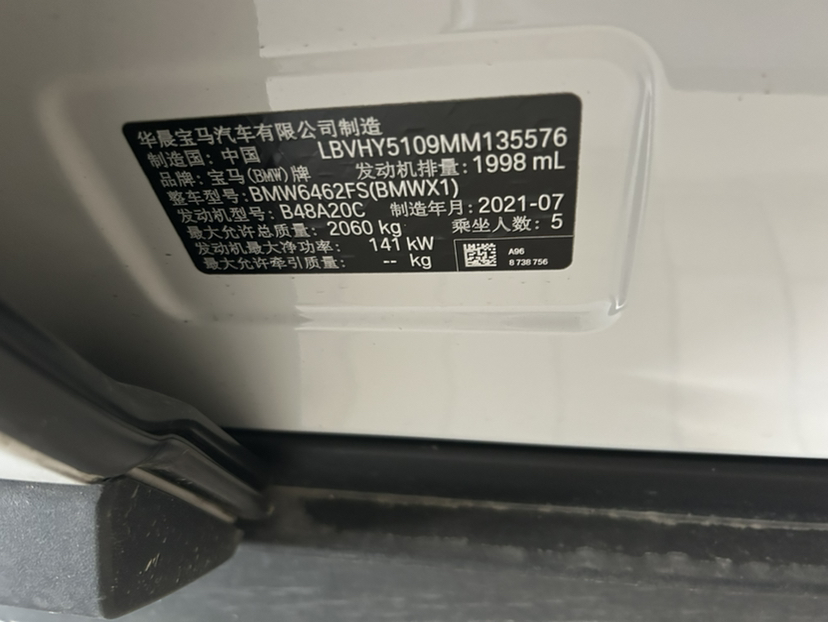 华晨宝马汽车有限公司制造
制造国：中国 LBVHY5109MM135576
品牌：宝马(BMW)牌 发动机排量：1998 mL
整车型号：BMW6462FS(BMWX1)
发动机型号：B48A20C 制造年月：2021-07
最大允许总质量：2060 kg 乘坐人数：5
发动机最大净功率：141 kW
最大允许牵引质量：-- kg
A96
8 738 756